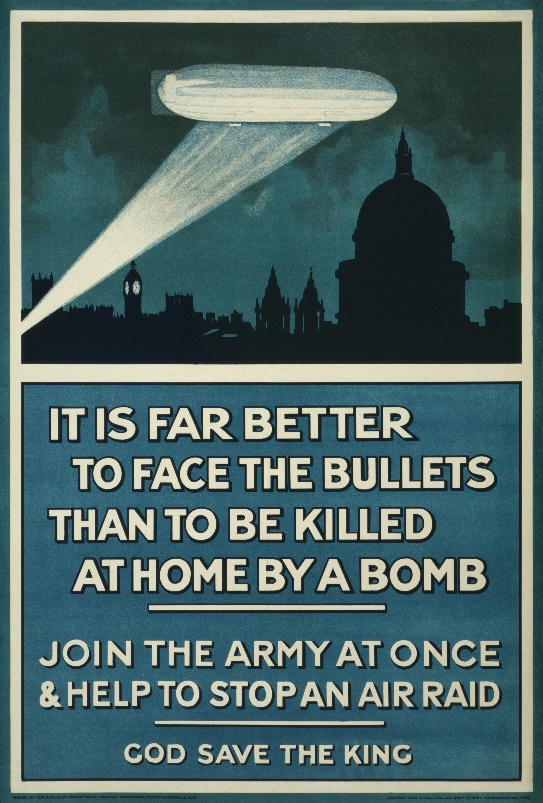 IT IS FAR BETTER
TO FACE THE BULLETS
THAN TO BE KILLED
AT HOME BY A BOMB
JOIN THE ARMY AT ONCE
& HELP TO STOP AN AIR RAID
GOD SAVE THE KING